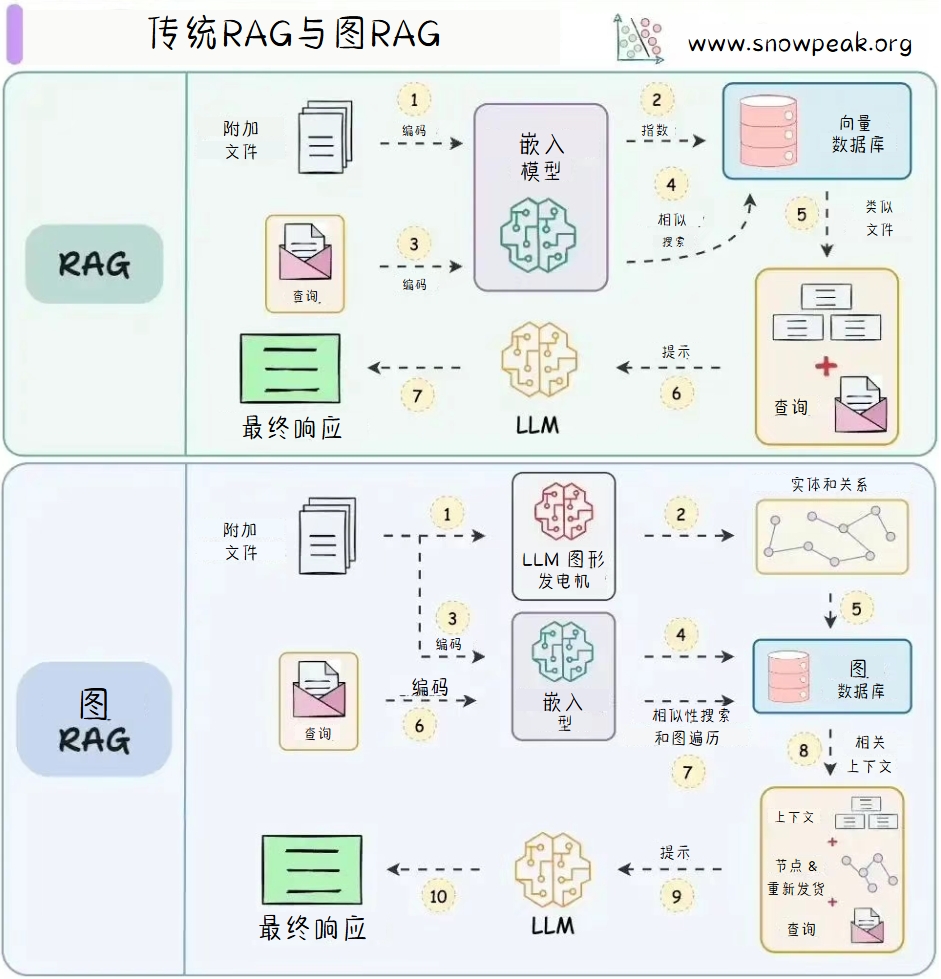 传统RAG与图RAG
www.snowpeak.org
附加
文件
1
编码
嵌入
模型
2
指数
向量
数据库
4
相似
搜索
5
类似
文件
RAG
查询
3
编码
最终响应
7
LLM
提示
6
查询
附加
文件
1
LLM 图形
发电机
2
实体和关系
3
编码
4
5
图
数据库
图
RAG
查询
编码
6
嵌入
型
相似性搜索
和图遍历
7
8
相关
上下文
上下文
节点 &
重新发货
查询
最终响应
10
LLM
提示
9